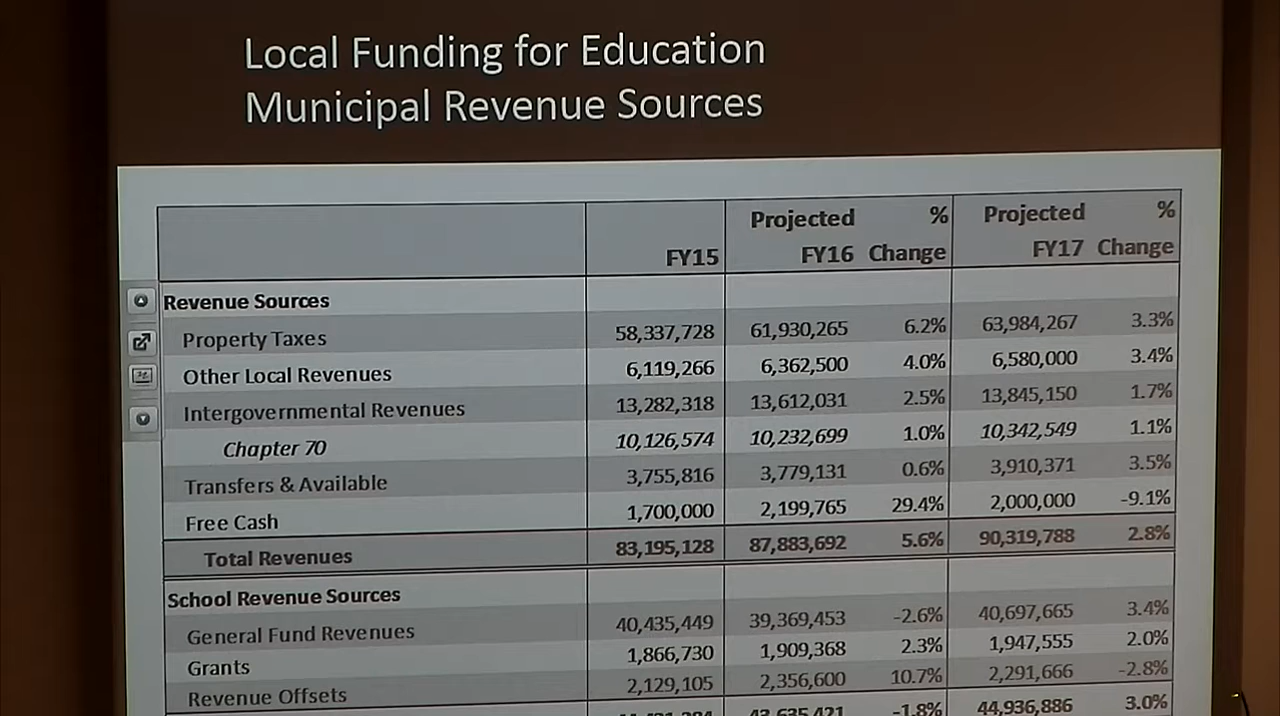 Local Funding for Education
Municipal Revenue Sources
Projected % Projected %
FY15 FY16 Change FY17 Change
Revenue Sources
Property Taxes 58,337,728 61,930,265 6.2% 63,984,267 3.3%
Other Local Revenues 6,119,266 6,362,500 4.0% 6,580,000 3.4%
Intergovernmental Revenues 13,282,318 13,612,031 2.5% 13,845,150 1.7%
Chapter 70 10,126,574 10,232,699 1.0% 10,342,549 1.1%
Transfers & Available 3,755,816 3,779,131 0.6% 3,910,371 3.5%
Free Cash 1,700,000 2,199,765 29.4% 2,000,000 -9.1%
Total Revenues 83,195,128 87,883,692 5.6% 90,319,788 2.8%
School Revenue Sources
General Fund Revenues 40,435,449 39,369,453 -2.6% 40,697,665 3.4%
Grants 1,866,730 1,909,368 2.3% 1,947,555 2.0%
Revenue Offsets 2,129,105 2,356,600 10.7% 2,291,666 -2.8%
43,635,421 -1.8% 44,936,886 3.0%